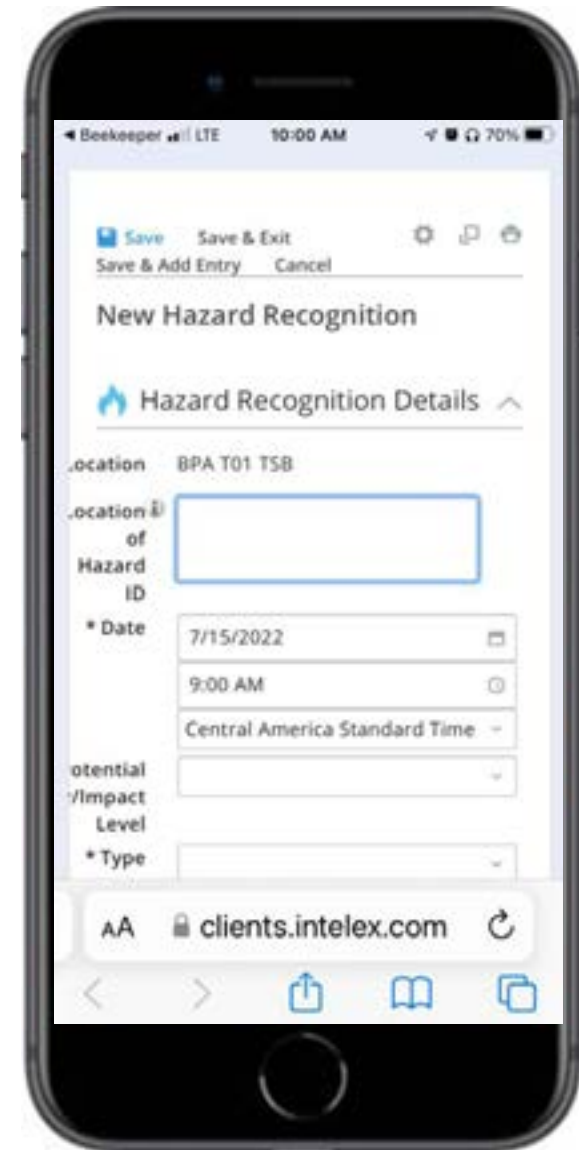 ◀ Beekeeper LTE 10:00 AM 70%
Save Save & Exit
Save & Add Entry Cancel
New Hazard Recognition
Hazard Recognition Details
.ocation BPA T01 TSB
.ocation
of
Hazard
ID
* Date 7/15/2022
9:00 AM
Central America Standard Time
otential
/Impact
Level
* Type
AA clients.intelex.com